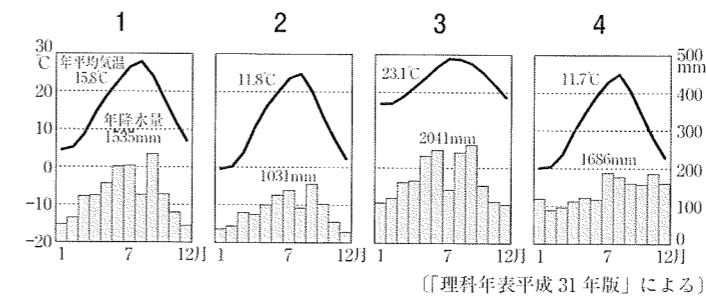 1 2 3 4
30
℃
20
10
0
-10
-20
年平均気温
15.8℃
年降水量
1535mm
1 7 12月
11.8℃
1031mm
1 7 12月
23.1℃
2041mm
1 7 12月
11.7℃
1686mm
1 7 12月
500
mm
400
300
200
100
0
〔「理科年表平成 31 年版」による〕